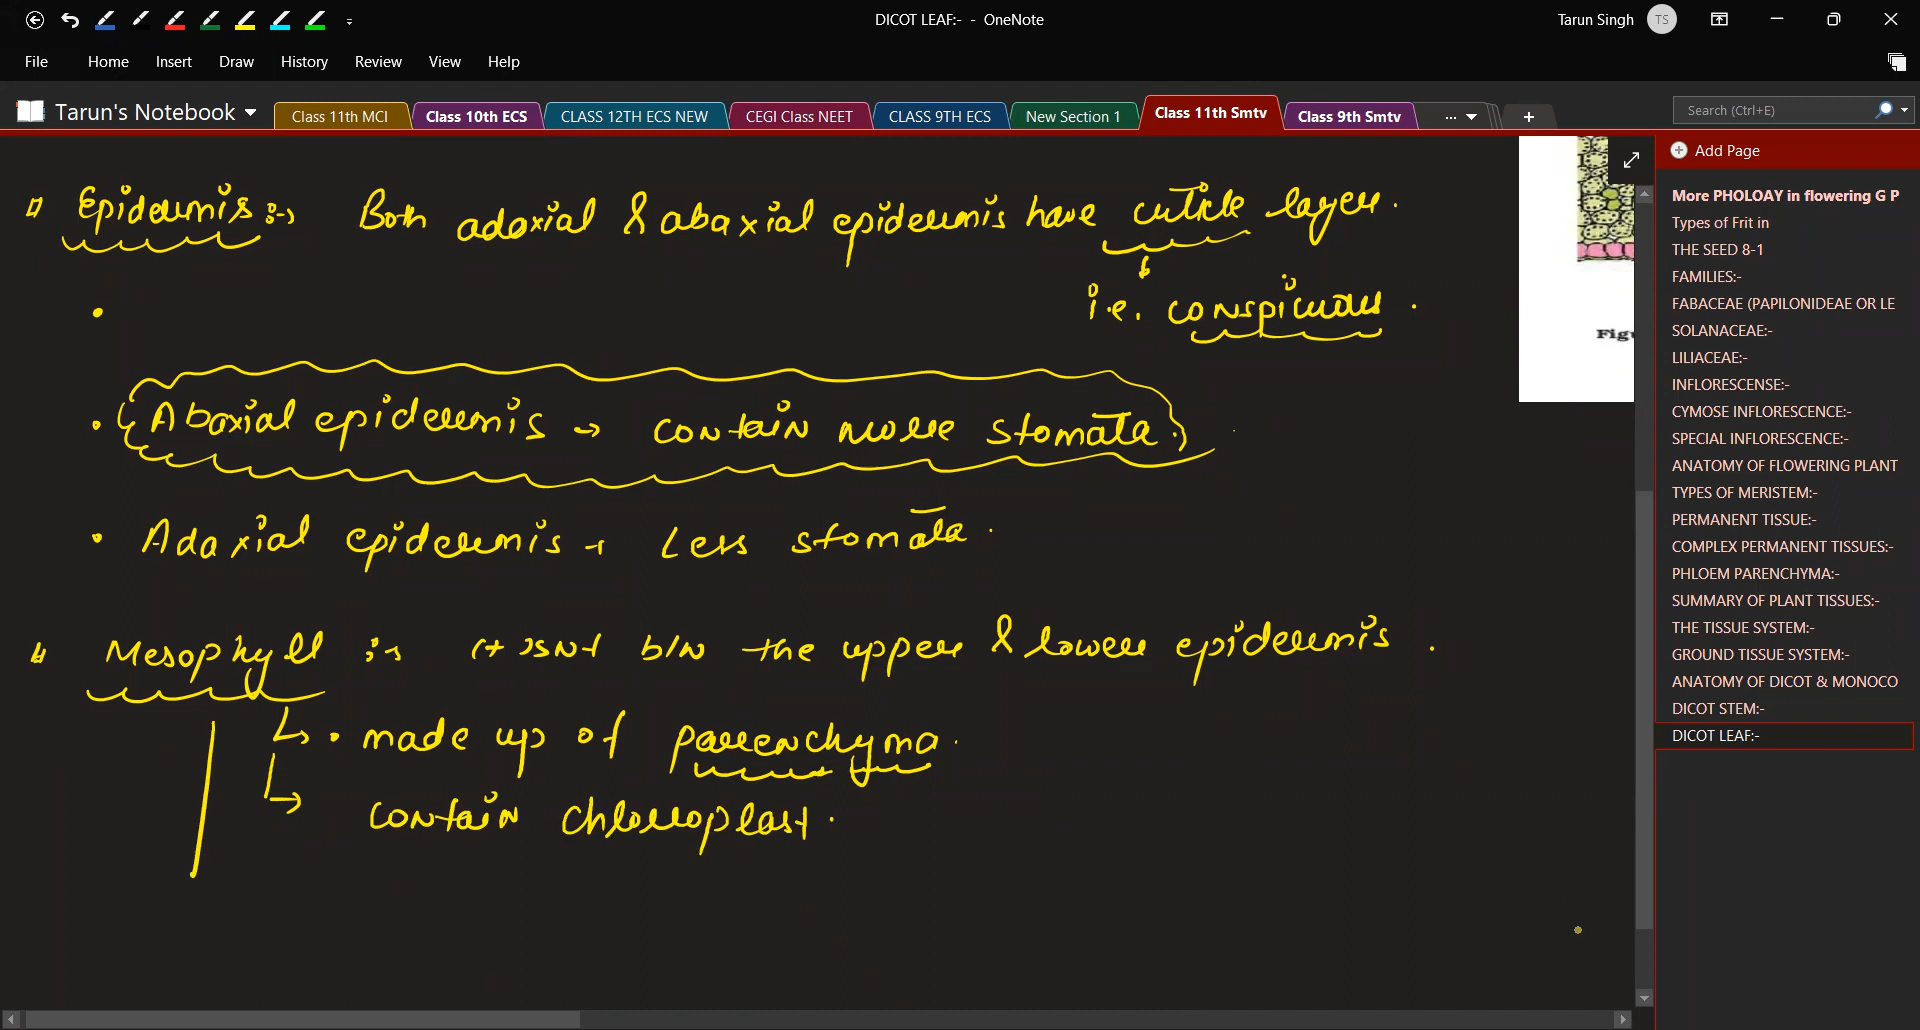 DICOT LEAF:- - OneNote
Tarun Singh TS
File Home Insert Draw History Review View Help
Tarun's Notebook Class 11th MCI Class 10th ECS CLASS 12TH ECS NEW CEGI Class NEET CLASS 9TH ECS New Section 1 Class 11th Smtv Class 9th Smtv ... + Search (Ctrl+E)
Epidermis :→ Both adaxial & abaxial epidermis have cuticle layer.
i.e. conspicuous .
• Abaxial epidermis → contain more stomata.
• Adaxial epidermis → Less stomata.
Mesophyll :→ b/w the upper & lower epidermis .
• made up of parenchyma.
→ contain chloroplast.
Fig
Add Page
More PHOLOAY in flowering G P
Types of Frit in
THE SEED 8-1
FAMILIES:-
FABACEAE (PAPILONIDEAE OR LE
SOLANACEAE:-
LILIACEAE:-
INFLORESCENSE:-
CYMOSE INFLORESCENCE:-
SPECIAL INFLORESCENCE:-
ANATOMY OF FLOWERING PLANT
TYPES OF MERISTEM:-
PERMANENT TISSUE:-
COMPLEX PERMANENT TISSUES:-
PHLOEM PARENCHYMA:-
SUMMARY OF PLANT TISSUES:-
THE TISSUE SYSTEM:-
GROUND TISSUE SYSTEM:-
ANATOMY OF DICOT & MONOCO
DICOT STEM:-
DICOT LEAF:-